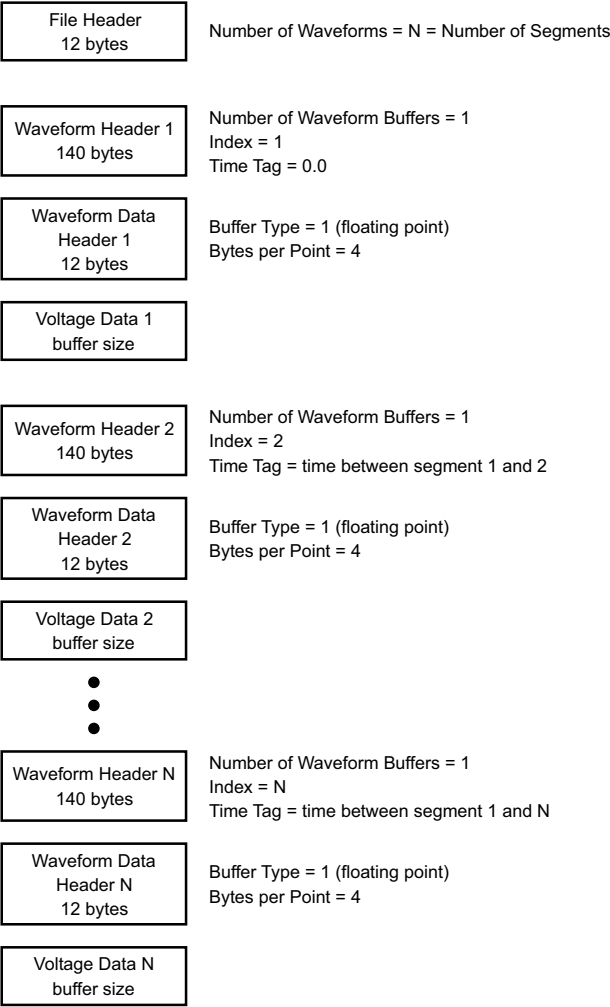 File Header
12 bytes
Number of Waveforms = N = Number of Segments
Waveform Header 1
140 bytes
Number of Waveform Buffers = 1
Index = 1
Time Tag = 0.0
Waveform Data
Header 1
12 bytes
Buffer Type = 1 (floating point)
Bytes per Point = 4
Voltage Data 1
buffer size
Waveform Header 2
140 bytes
Number of Waveform Buffers = 1
Index = 2
Time Tag = time between segment 1 and 2
Waveform Data
Header 2
12 bytes
Buffer Type = 1 (floating point)
Bytes per Point = 4
Voltage Data 2
buffer size
Waveform Header N
140 bytes
Number of Waveform Buffers = 1
Index = N
Time Tag = time between segment 1 and N
Waveform Data
Header N
12 bytes
Buffer Type = 1 (floating point)
Bytes per Point = 4
Voltage Data N
buffer size